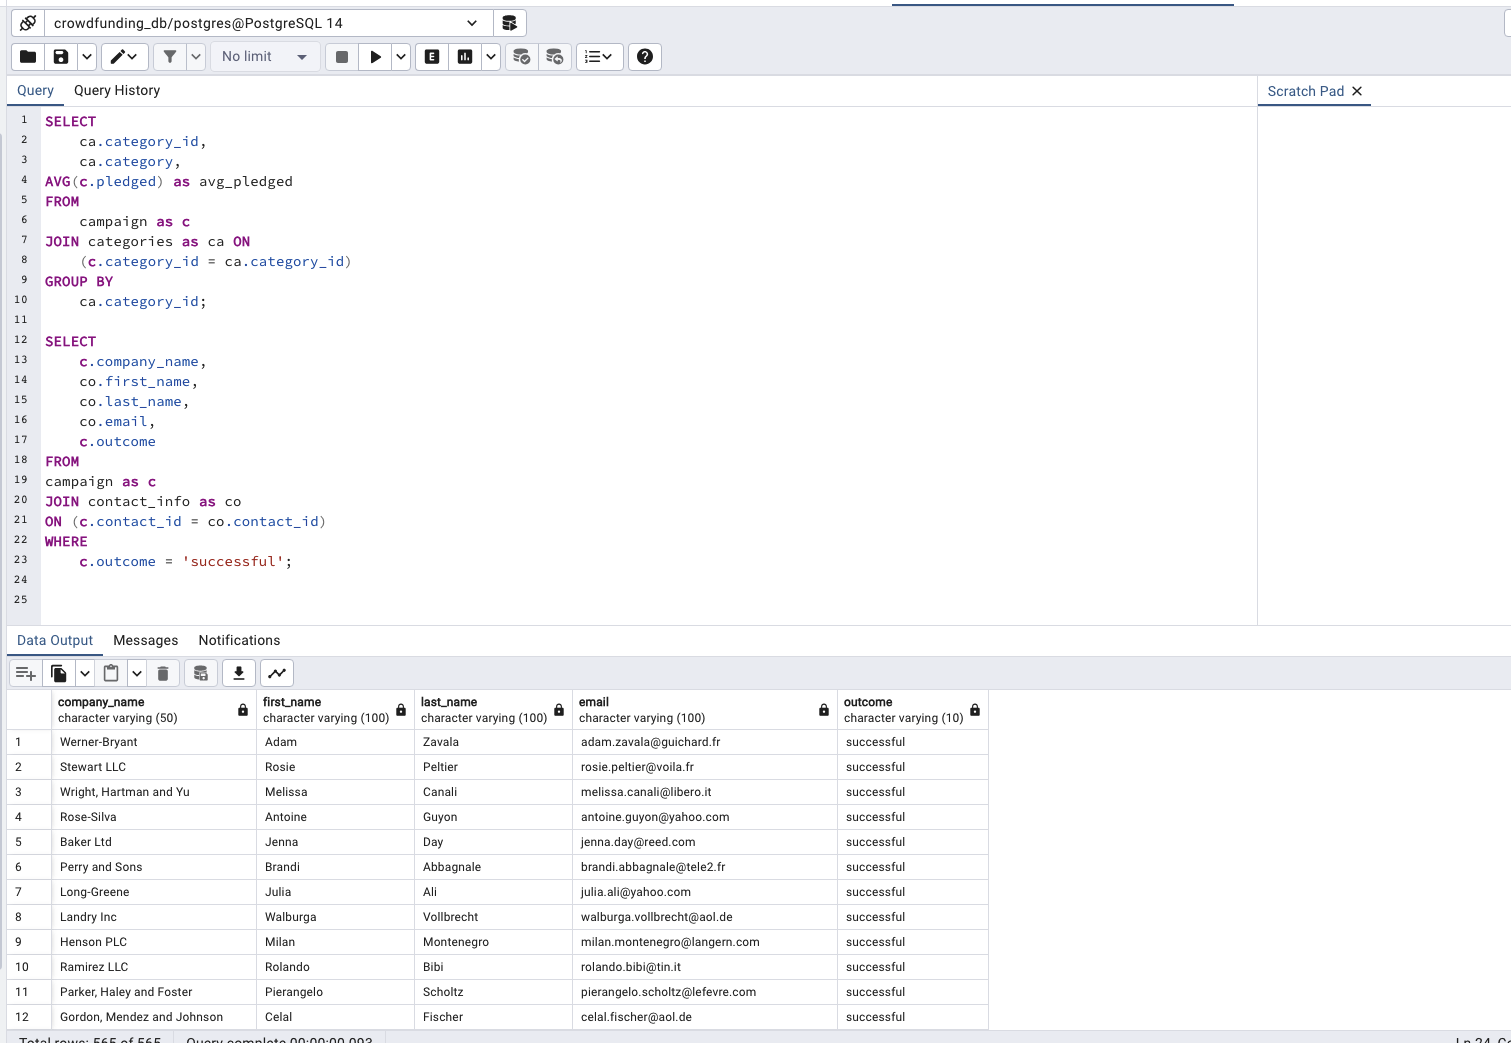 crowdfunding_db/postgres@PostgreSQL 14
No limit
E
Query Query History Scratch Pad
1 SELECT
2 ca.category_id,
3 ca.category,
4 AVG(c.pledged) as avg_pledged
5 FROM
6 campaign as c
7 JOIN categories as ca ON
8 (c.category_id = ca.category_id)
9 GROUP BY
10 ca.category_id;
11
12 SELECT
13 c.company_name,
14 co.first_name,
15 co.last_name,
16 co.email,
17 c.outcome
18 FROM
19 campaign as c
20 JOIN contact_info as co
21 ON (c.contact_id = co.contact_id)
22 WHERE
23 c.outcome = 'successful';
24
25
Data Output Messages Notifications
company_name first_name last_name email outcome
character varying (50) character varying (100) character varying (100) character varying (100) character varying (10)
1 Werner-Bryant Adam Zavala adam.zavala@guichard.fr successful
2 Stewart LLC Rosie Peltier rosie.peltier@voila.fr successful
3 Wright, Hartman and Yu Melissa Canali melissa.canali@libero.it successful
4 Rose-Silva Antoine Guyon antoine.guyon@yahoo.com successful
5 Baker Ltd Jenna Day jenna.day@reed.com successful
6 Perry and Sons Brandi Abbagnale brandi.abbagnale@tele2.fr successful
7 Long-Greene Julia Ali julia.ali@yahoo.com successful
8 Landry Inc Walburga Vollbrecht walburga.vollbrecht@aol.de successful
9 Henson PLC Milan Montenegro milan.montenegro@langern.com successful
10 Ramirez LLC Rolando Bibi rolando.bibi@tin.it successful
11 Parker, Haley and Foster Pierangelo Scholtz pierangelo.scholtz@lefevre.com successful
12 Gordon, Mendez and Johnson Celal Fischer celal.fischer@aol.de successful
Total rows: 565 of 565 Query complete 00:00:00.093 Ln 24,